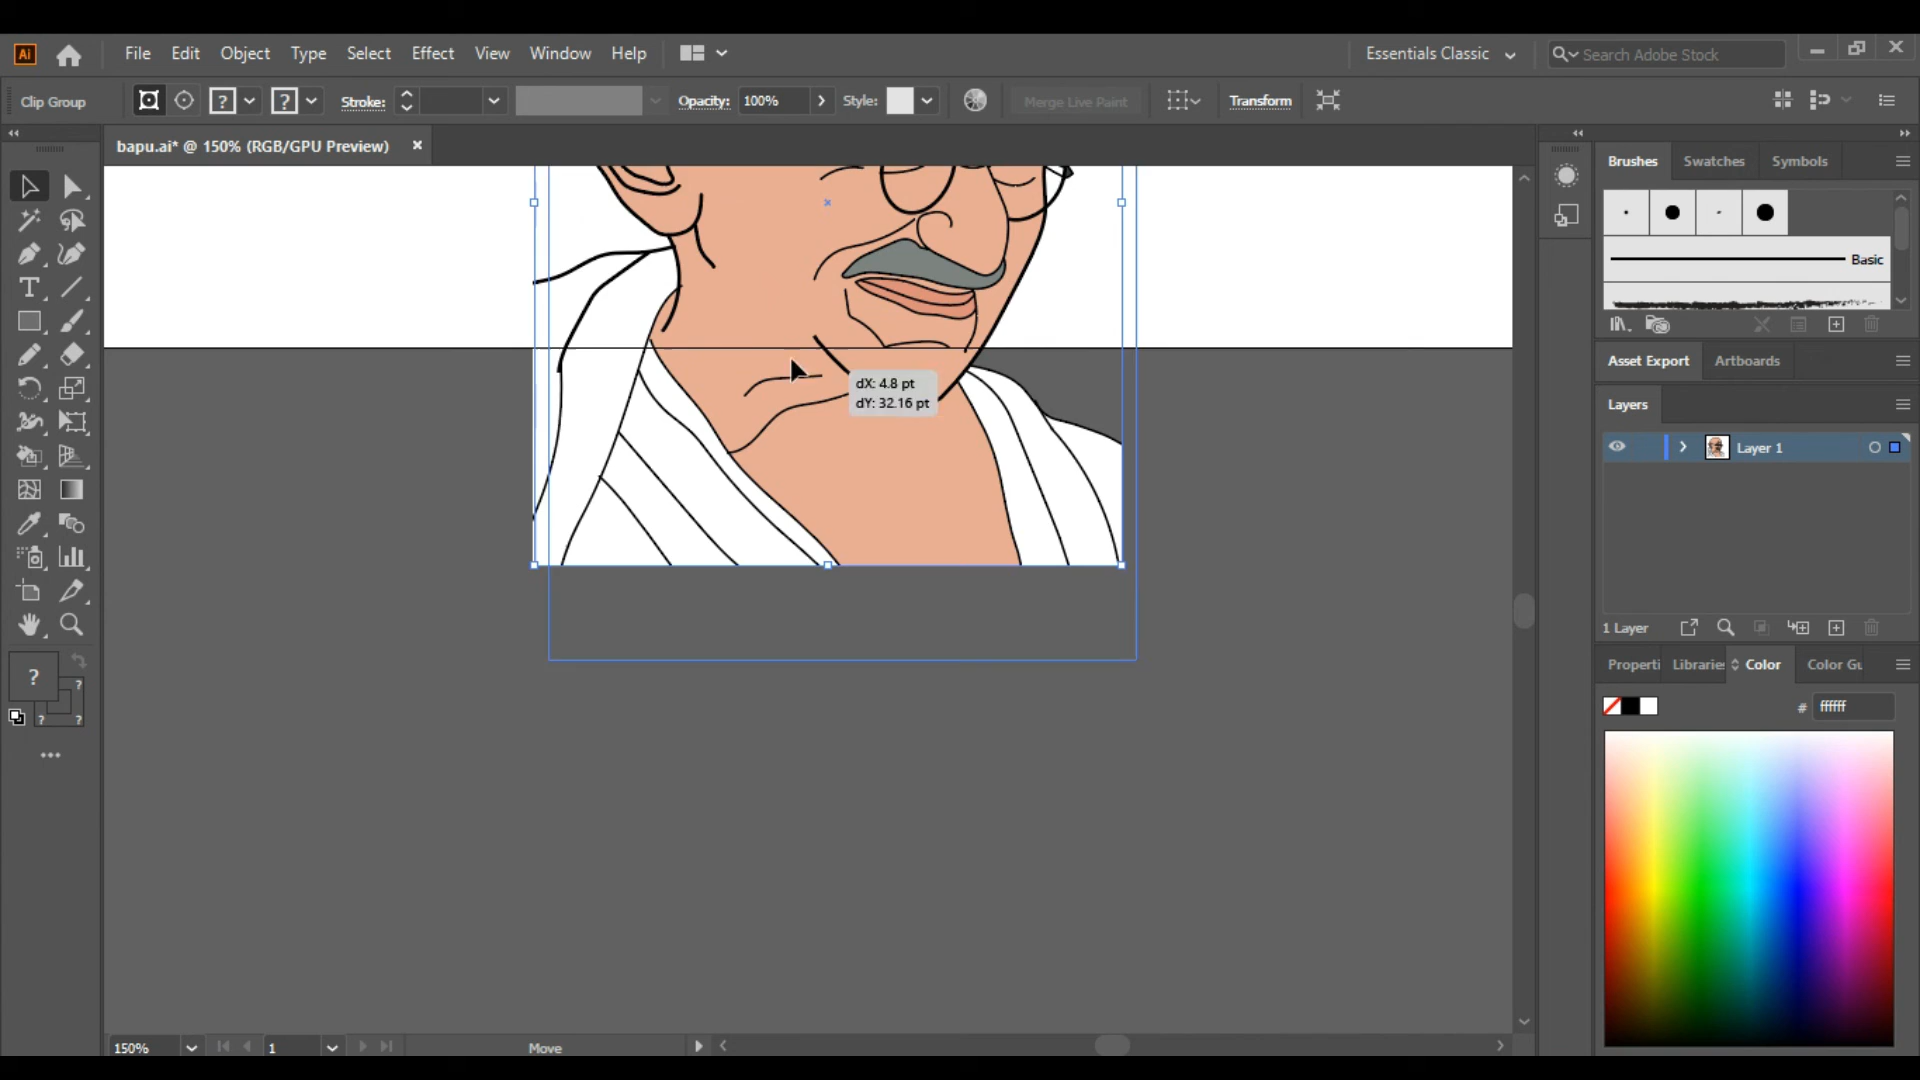 Ai File Edit Object Type Select Effect View Window Help Essentials Classic Search Adobe Stock
Clip Group ? ? Stroke: Opacity: 100% Style: Merge Live Paint Transform
bapu.ai* @ 150% (RGB/GPU Preview) ×
Brushes Swatches Symbols
Basic
Asset Export Artboards
dX: 4.8 pt
dY: 32.16 pt
Layers
Layer 1
1 Layer
Properti Libraries Color Color Gu
# ffffff
? ?
? ?
150% 1 Move